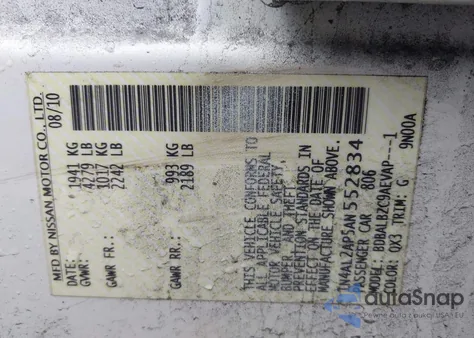 MFD BY NISSAN MOTOR CO., LTD.
08/10
GVWR: 1941 KG
4279 LB
GAWR FR: 1017 KG
2242 LB
GAWR RR: 993 KG
2189 LB
THIS VEHICLE CONFORMS TO
ALL APPLICABLE FEDERAL
MOTOR VEHICLE SAFETY,
BUMPER, AND THEFT
PREVENTION STANDARDS IN
EFFECT ON THE DATE OF
MANUFACTURE SHOWN ABOVE.
1N4AL2AP5AN552834
PASSENGER CAR 806
MODEL: BDBALBZC9AEVAP---1
COLOR: QX3 TRIM: G 9N00A
autoSnap